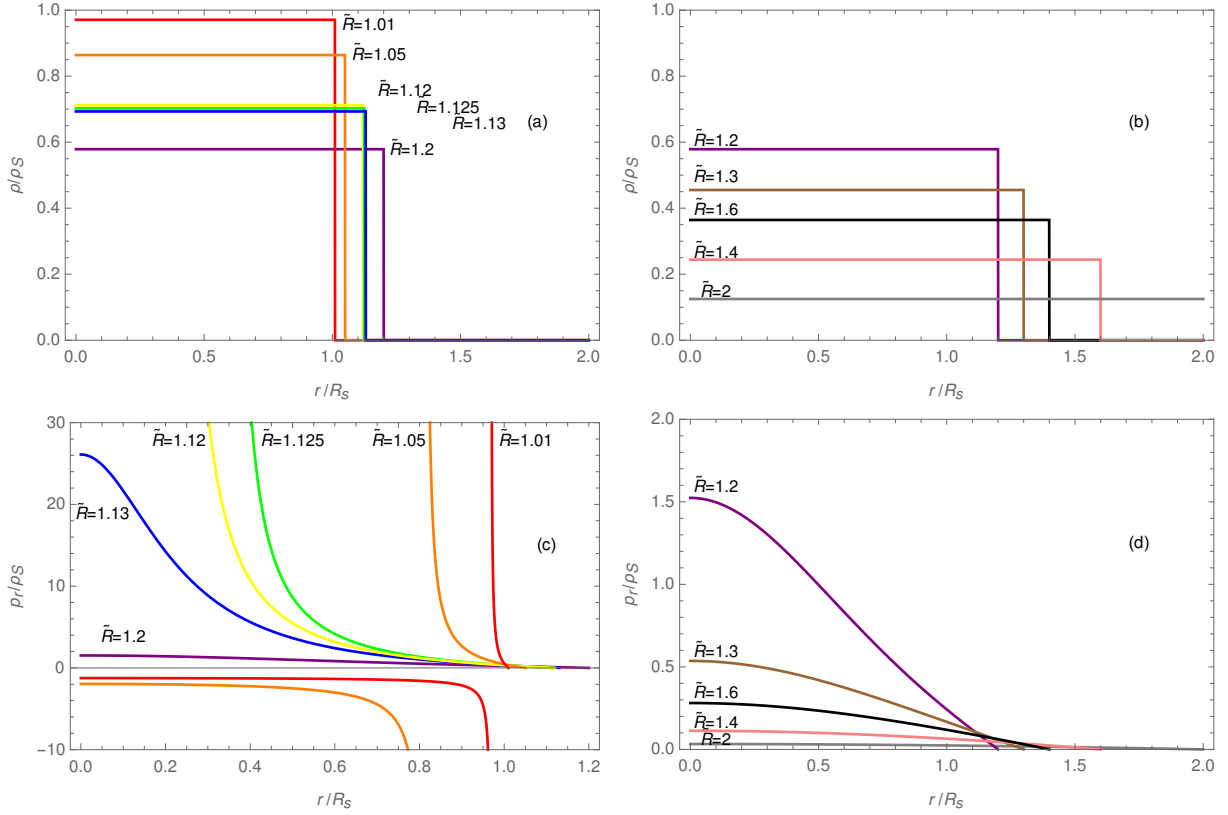 1.0
0.8
0.6
0.4
0.2
0.0
ρ/ρS
R̃=1.01
R̃=1.05
R̃=1.12
R̃=1.125
R̃=1.13
R̃=1.2
(a)
0.0 0.5 1.0 1.5 2.0
r/Rs
1.0
0.8
0.6
0.4
0.2
0.0
ρ/ρS
(b)
R̃=1.2
R̃=1.3
R̃=1.6
R̃=1.4
R̃=2
0.0 0.5 1.0 1.5 2.0
r/Rs
30
20
10
0
−10
pr/ρS
R̃=1.12 R̃=1.125 R̃=1.05 R̃=1.01
R̃=1.13
(c)
R̃=1.2
0.0 0.2 0.4 0.6 0.8 1.0 1.2
r/Rs
2.0
1.5
1.0
0.5
0.0
pr/ρS
R̃=1.2
(d)
R̃=1.3
R̃=1.6
R̃=1.4
R̃=2
0.0 0.5 1.0 1.5 2.0
r/Rs